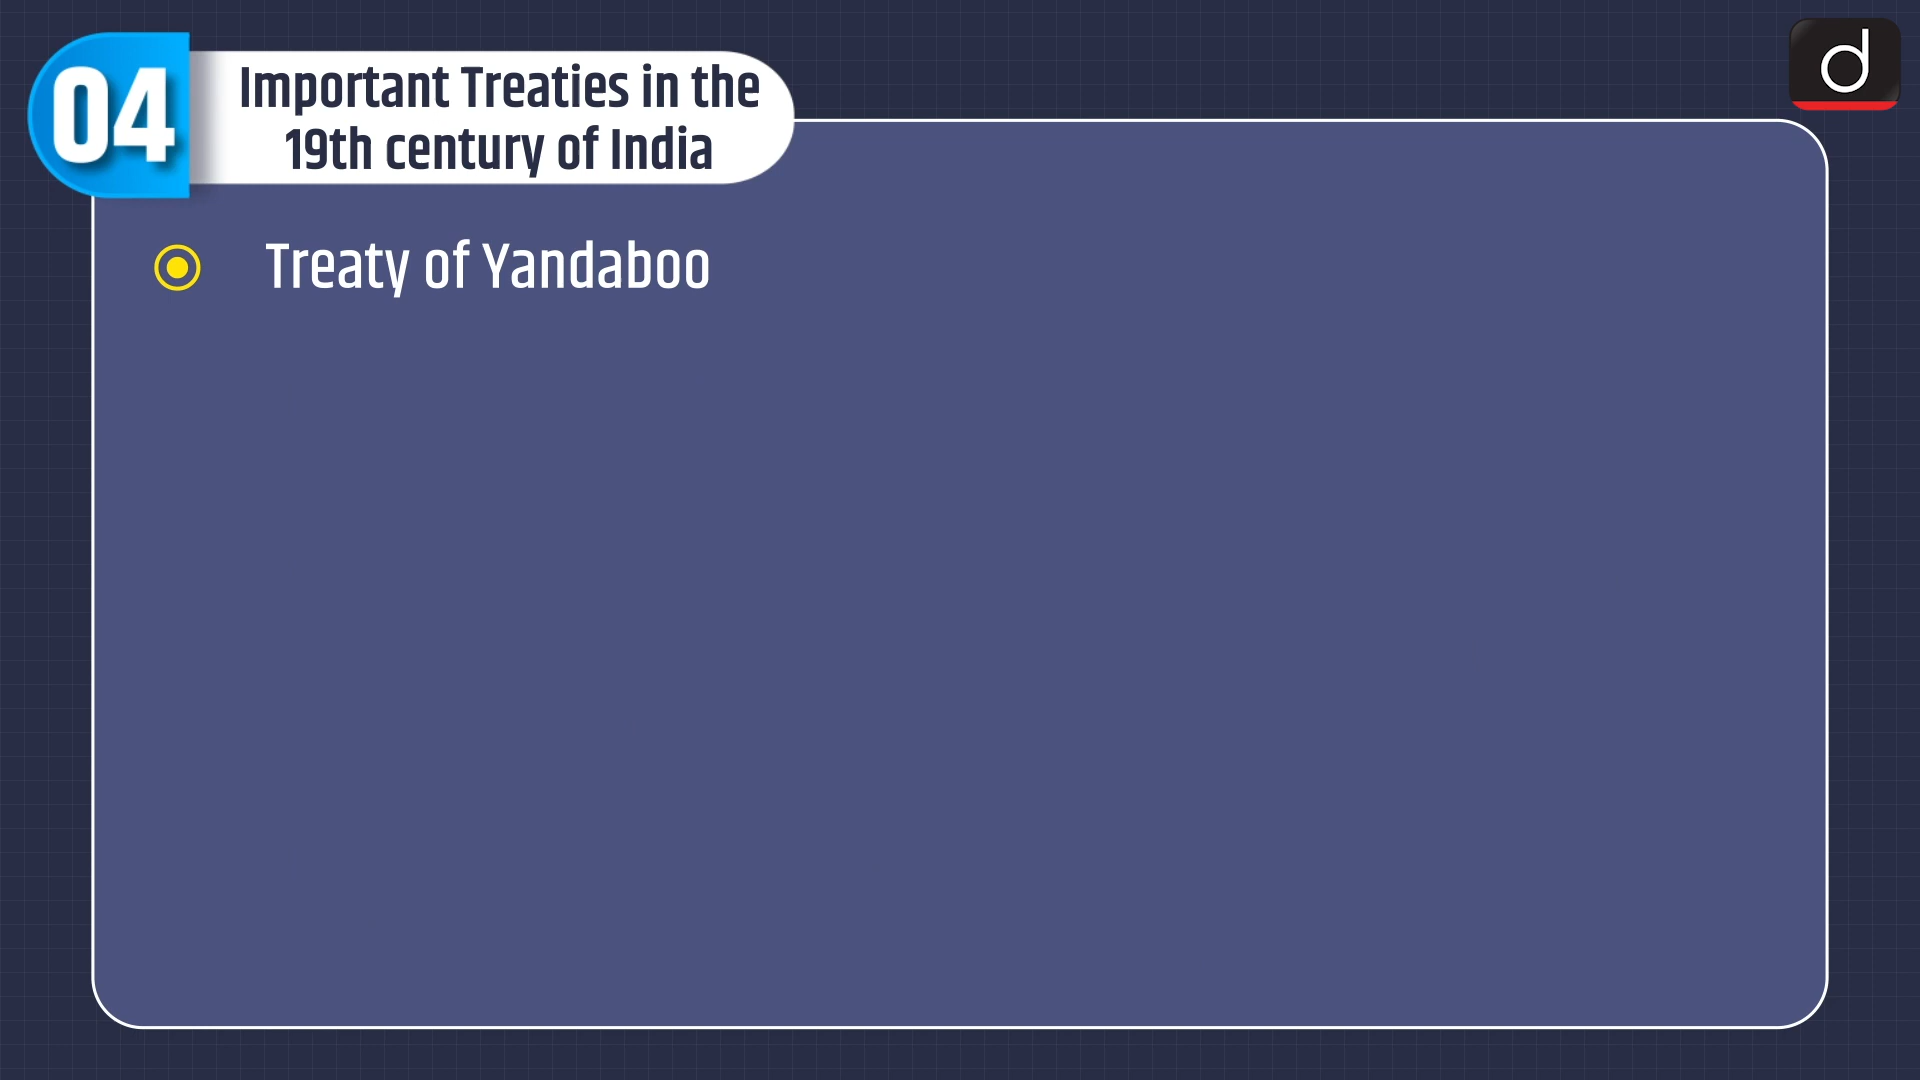 04
Important Treaties in the
19th century of India
d
Treaty of Yandaboo